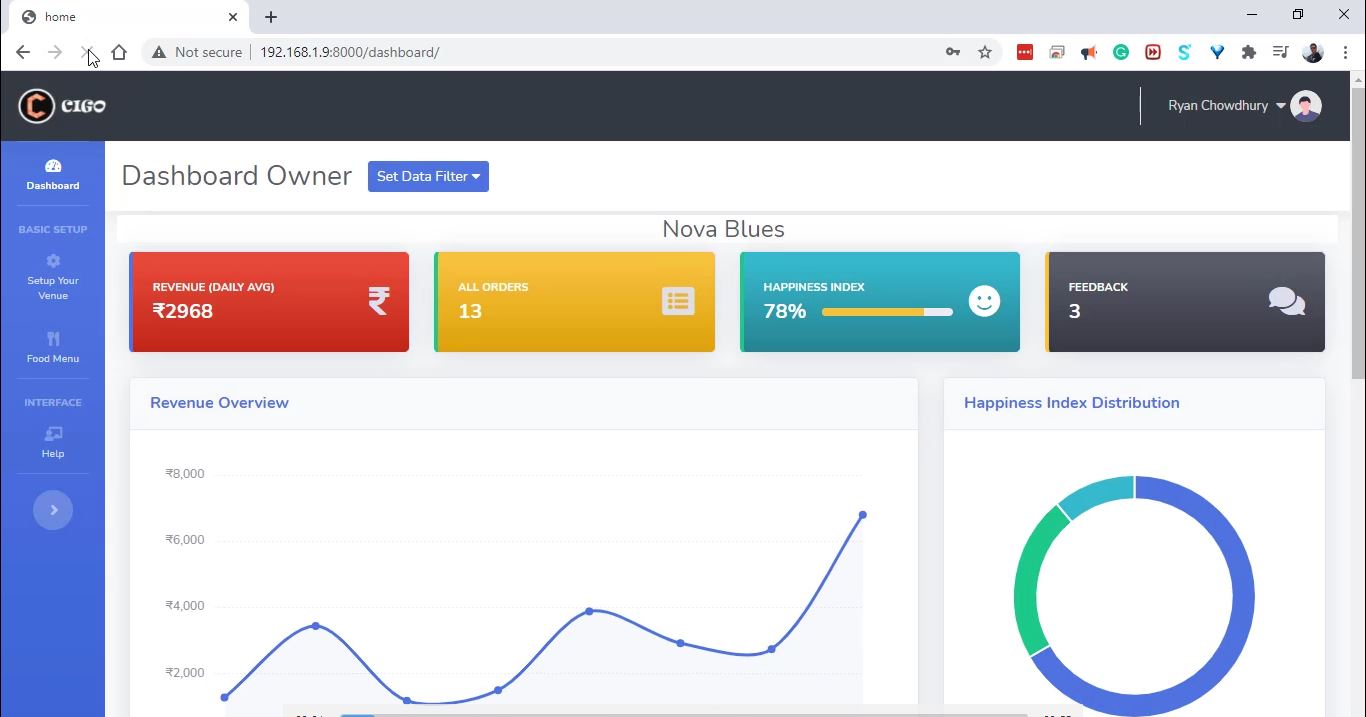 home
Not secure
192.168.1.9:8000/dashboard/
CIGO
Ryan Chowdhury
Dashboard
BASIC SETUP
Setup Your
Venue
Food Menu
INTERFACE
Help
Dashboard Owner
Set Data Filter
Nova Blues
REVENUE (DAILY AVG)
₹2968
ALL ORDERS
13
HAPPINESS INDEX
78%
FEEDBACK
3
Revenue Overview
₹8,000
₹6,000
₹4,000
₹2,000
Happiness Index Distribution